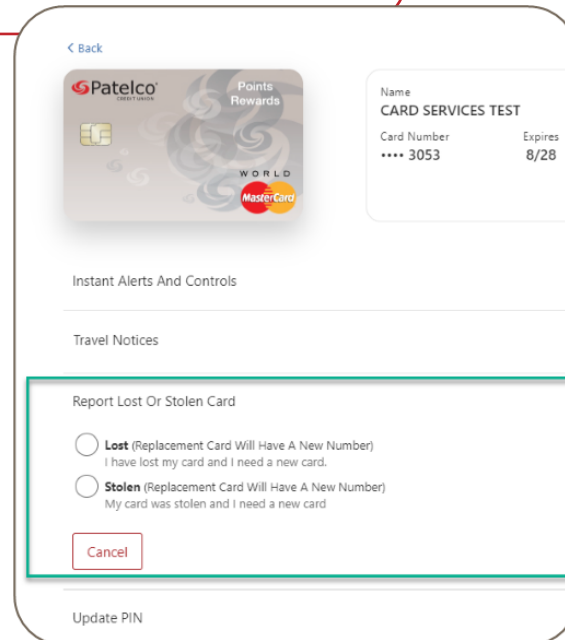 < Back
Patelco
CREDIT UNION
Points
Rewards
WORLD
MasterCard
Name
CARD SERVICES TEST
Card Number Expires
•••• 3053 8/28
Instant Alerts And Controls
Travel Notices
Report Lost Or Stolen Card
Lost (Replacement Card Will Have A New Number)
I have lost my card and I need a new card.
Stolen (Replacement Card Will Have A New Number)
My card was stolen and I need a new card
Cancel
Update PIN